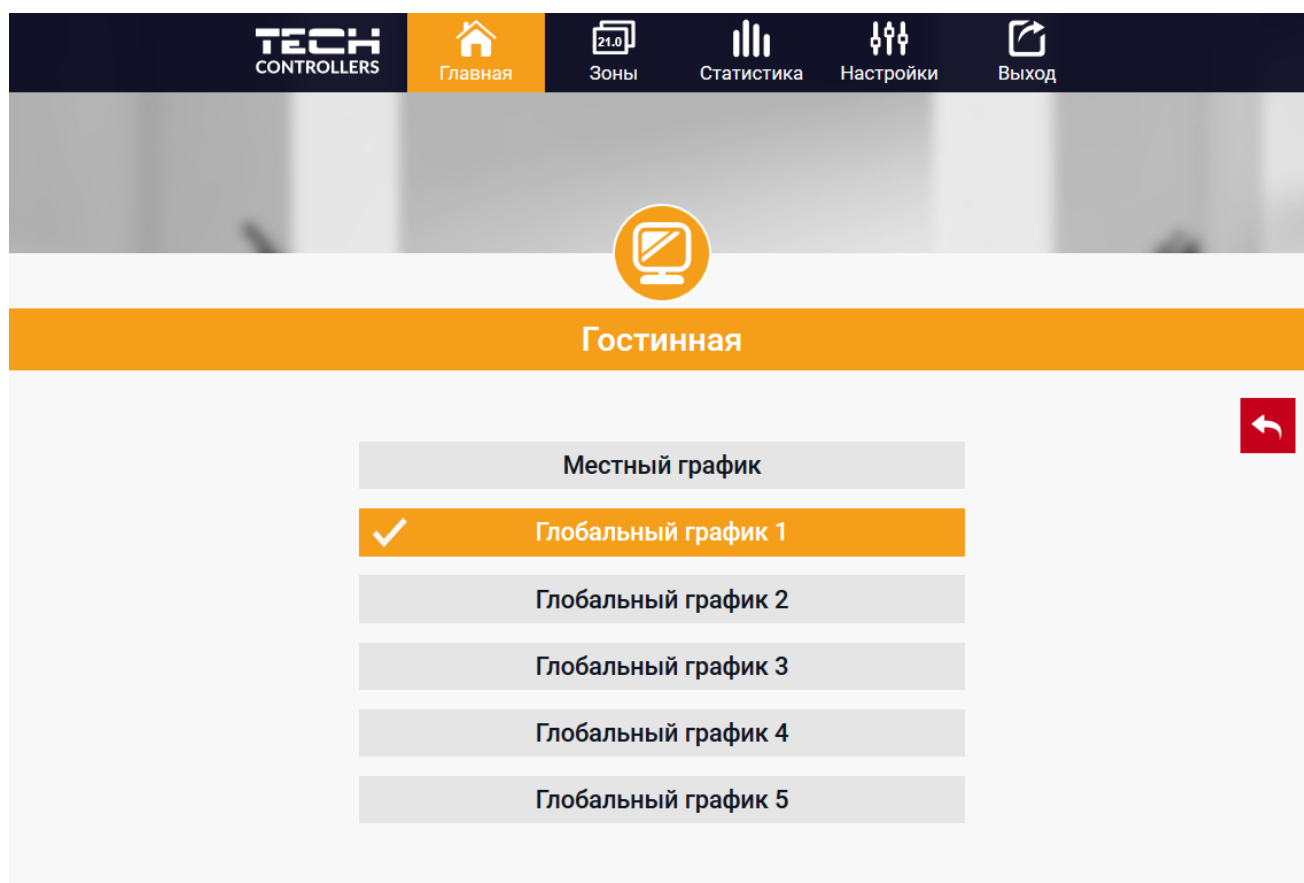 TECH
CONTROLLERS
Главная
21.0
Зоны
Статистика
Настройки
Выход
Гостинная
Местный график
Глобальный график 1
Глобальный график 2
Глобальный график 3
Глобальный график 4
Глобальный график 5